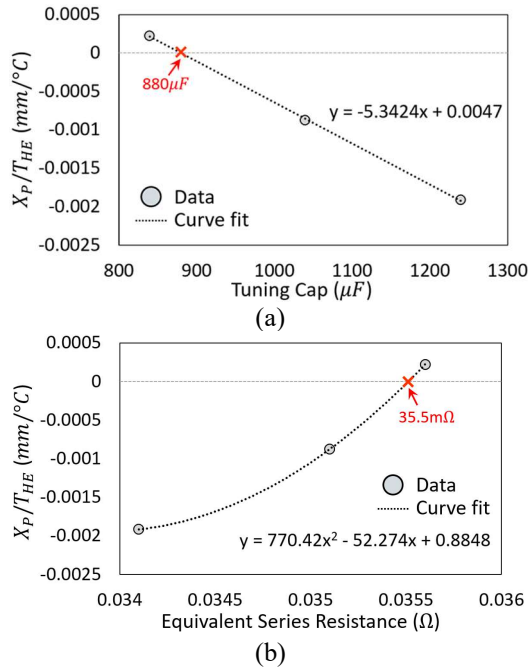 0.0005
0
-0.0005
-0.001
-0.0015
-0.002
-0.0025
X_P/T_HE (mm/°C)
880μF
y = -5.3424x + 0.0047
Data
Curve fit
800 900 1000 1100 1200 1300
Tuning Cap (μF)
(a)
0.0005
0
-0.0005
-0.001
-0.0015
-0.002
-0.0025
X_P/T_HE (mm/°C)
35.5mΩ
Data
Curve fit
y = 770.42x² - 52.274x + 0.8848
0.034 0.0345 0.035 0.0355 0.036
Equivalent Series Resistance (Ω)
(b)